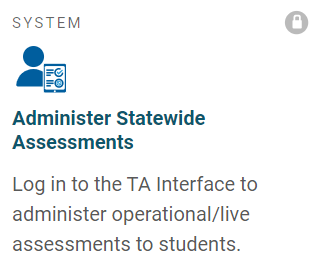 SYSTEM
Administer Statewide
Assessments
Log in to the TA Interface to
administer operational/live
assessments to students.